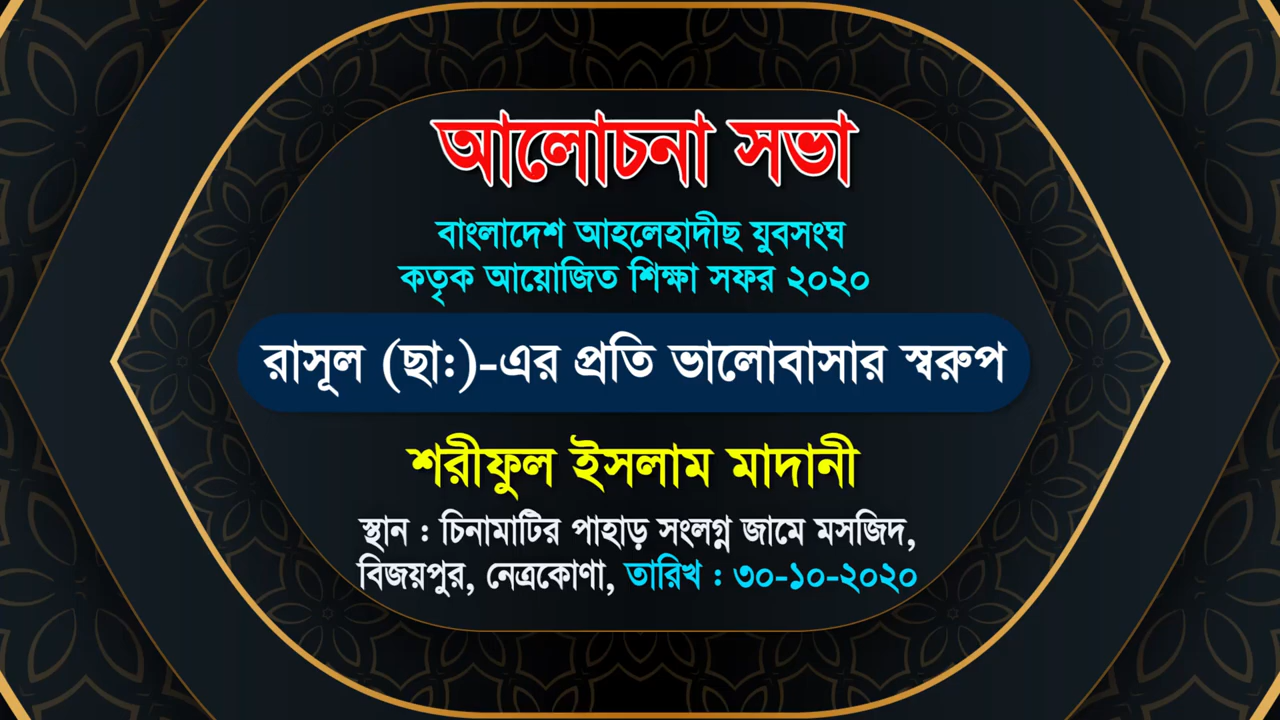 আলোচনা সভা
বাংলাদেশ আহলেহাদীছ যুবসংঘ
কতৃক আয়োজিত শিক্ষা সফর ২০২০
রাসূল (ছা:)-এর প্রতি ভালোবাসার স্বরুপ
শরীফুল ইসলাম মাদানী
স্থান : চিনামাটির পাহাড় সংলগ্ন জামে মসজিদ,
বিজয়পুর, নেত্রকোণা, তারিখ : ৩০-১০-২০২০